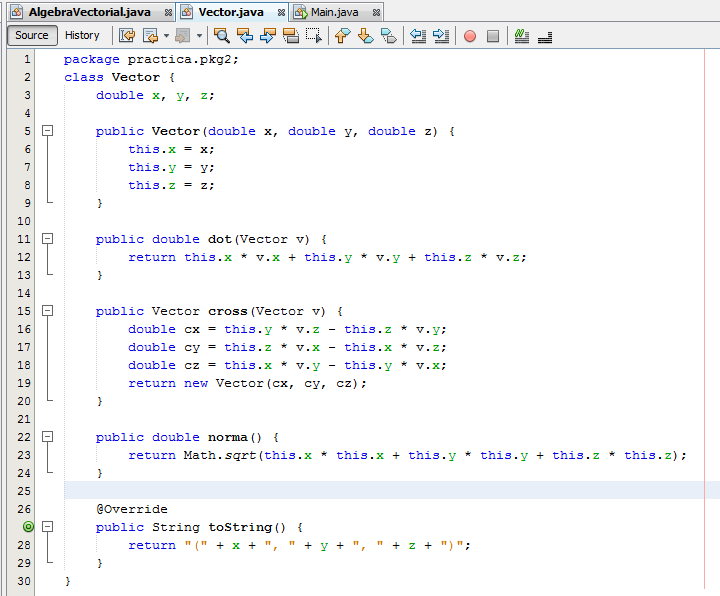 AlgebraVectorial.java Vector.java Main.java
Source History
1 package practica.pkg2;
2 class Vector {
3 double x, y, z;
4
5 public Vector(double x, double y, double z) {
6 this.x = x;
7 this.y = y;
8 this.z = z;
9 }
10
11 public double dot(Vector v) {
12 return this.x * v.x + this.y * v.y + this.z * v.z;
13 }
14
15 public Vector cross(Vector v) {
16 double cx = this.y * v.z - this.z * v.y;
17 double cy = this.z * v.x - this.x * v.z;
18 double cz = this.x * v.y - this.y * v.x;
19 return new Vector(cx, cy, cz);
20 }
21
22 public double norma() {
23 return Math.sqrt(this.x * this.x + this.y * this.y + this.z * this.z);
24 }
25
26 @Override
public String toString() {
28 return "(" + x + ", " + y + ", " + z + ")";
29 }
30 }